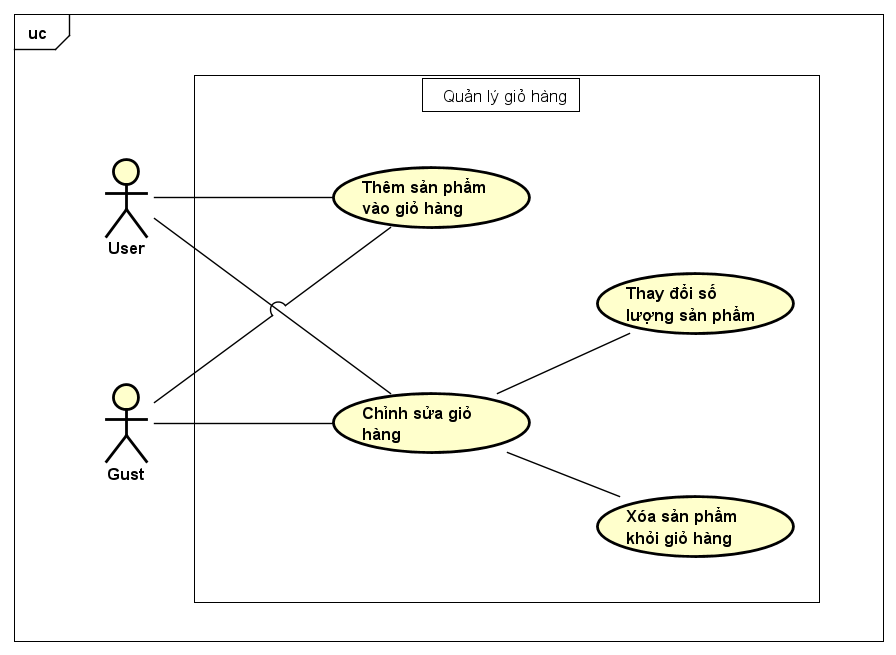 uc
Quản lý giỏ hàng
Thêm sản phẩm
vào giỏ hàng
User
Thay đổi số
lượng sản phẩm
Chỉnh sửa giỏ
hàng
Gust
Xóa sản phẩm
khỏi giỏ hàng